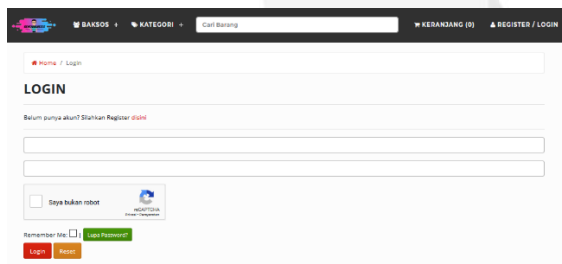 BAKSOS + KATEGORI + Cari Barang KERANJANG (0) REGISTER / LOGIN
Home / Login
LOGIN
Belum punya akun? Silahkan Register disini
Saya bukan robot
reCAPTCHA
Remember Me: | Lupa Password?
Login Reset